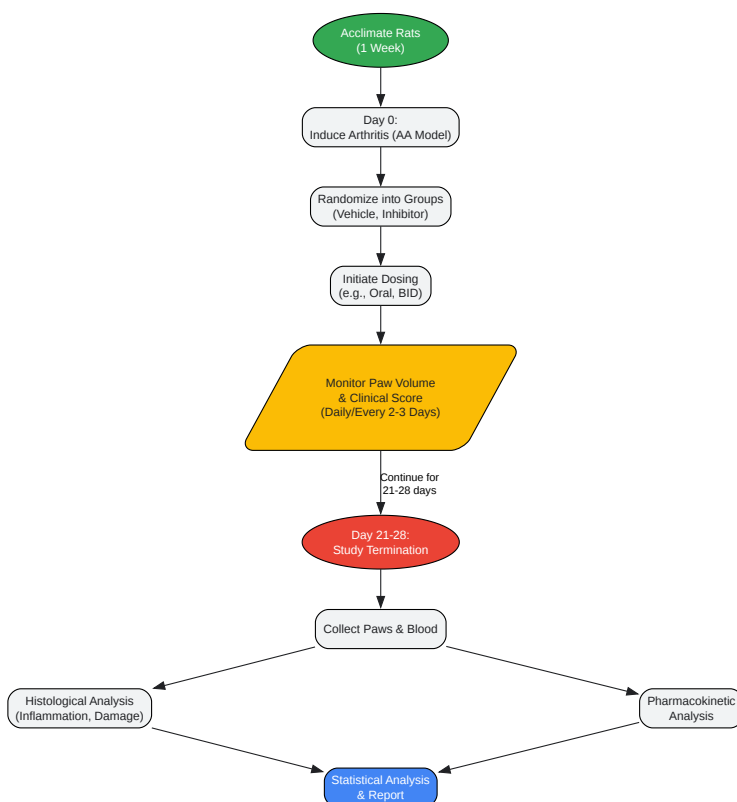 Acclimate Rats
(1 Week)
Day 0:
Induce Arthritis (AA Model)
Randomize into Groups
(Vehicle, Inhibitor)
Initiate Dosing
(e.g., Oral, BID)
Monitor Paw Volume
& Clinical Score
(Daily/Every 2-3 Days)
Continue for
21-28 days
Day 21-28:
Study Termination
Collect Paws & Blood
Histological Analysis
(Inflammation, Damage)
Pharmacokinetic
Analysis
Statistical Analysis
& Report